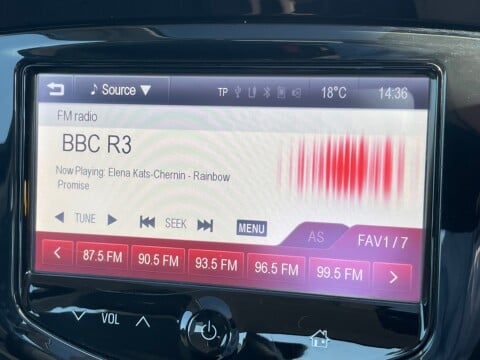 Source ▼ TP 18°C 14:36
FM radio
BBC R3
Now Playing: Elena Kats-Chernin - Rainbow
Promise
◀ TUNE ▶ SEEK MENU AS FAV1 / 7
< 87.5 FM 90.5 FM 93.5 FM 96.5 FM 99.5 FM >
VOL